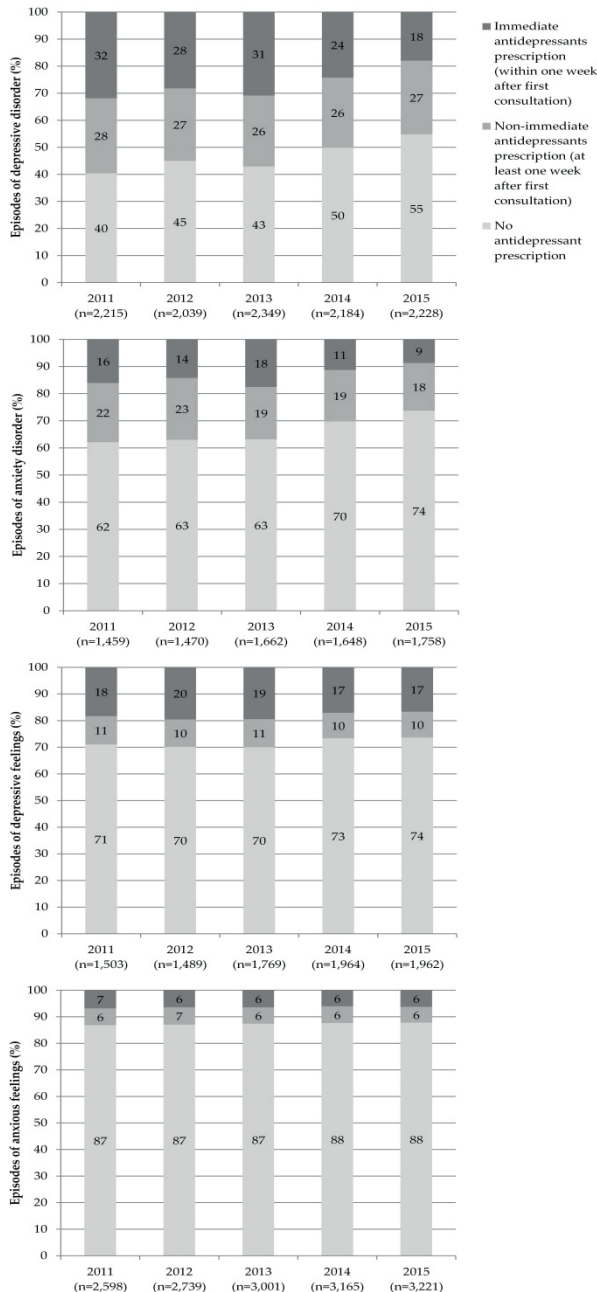 Episodes of depressive disorder (%)
100
90
80
70
60
50
40
30
20
10
0
32 28 31 24 18
28 27 26 26 27
40 45 43 50 55
2011 2012 2013 2014 2015
(n=2,215) (n=2,039) (n=2,349) (n=2,184) (n=2,228)
Immediate
antidepressants
prescription
(within one week
after first
consultation)
Non-immediate
antidepressants
prescription (at
least one week
after first
consultation)
No
antidepressant
prescription
Episodes of anxiety disorder (%)
100
90
80
70
60
50
40
30
20
10
0
16 14 18 11 9
22 23 19 19 18
62 63 63 70 74
2011 2012 2013 2014 2015
(n=1,459) (n=1,470) (n=1,662) (n=1,648) (n=1,758)
Episodes of depressive feelings (%)
100
90
80
70
60
50
40
30
20
10
0
18 20 19 17 17
11 10 11 10 10
71 70 70 73 74
2011 2012 2013 2014 2015
(n=1,503) (n=1,489) (n=1,769) (n=1,964) (n=1,962)
Episodes of anxious feelings (%)
100
90
80
70
60
50
40
30
20
10
0
7 6 6 6 6
6 7 6 6 6
87 87 87 88 88
2011 2012 2013 2014 2015
(n=2,598) (n=2,739) (n=3,001) (n=3,165) (n=3,221)